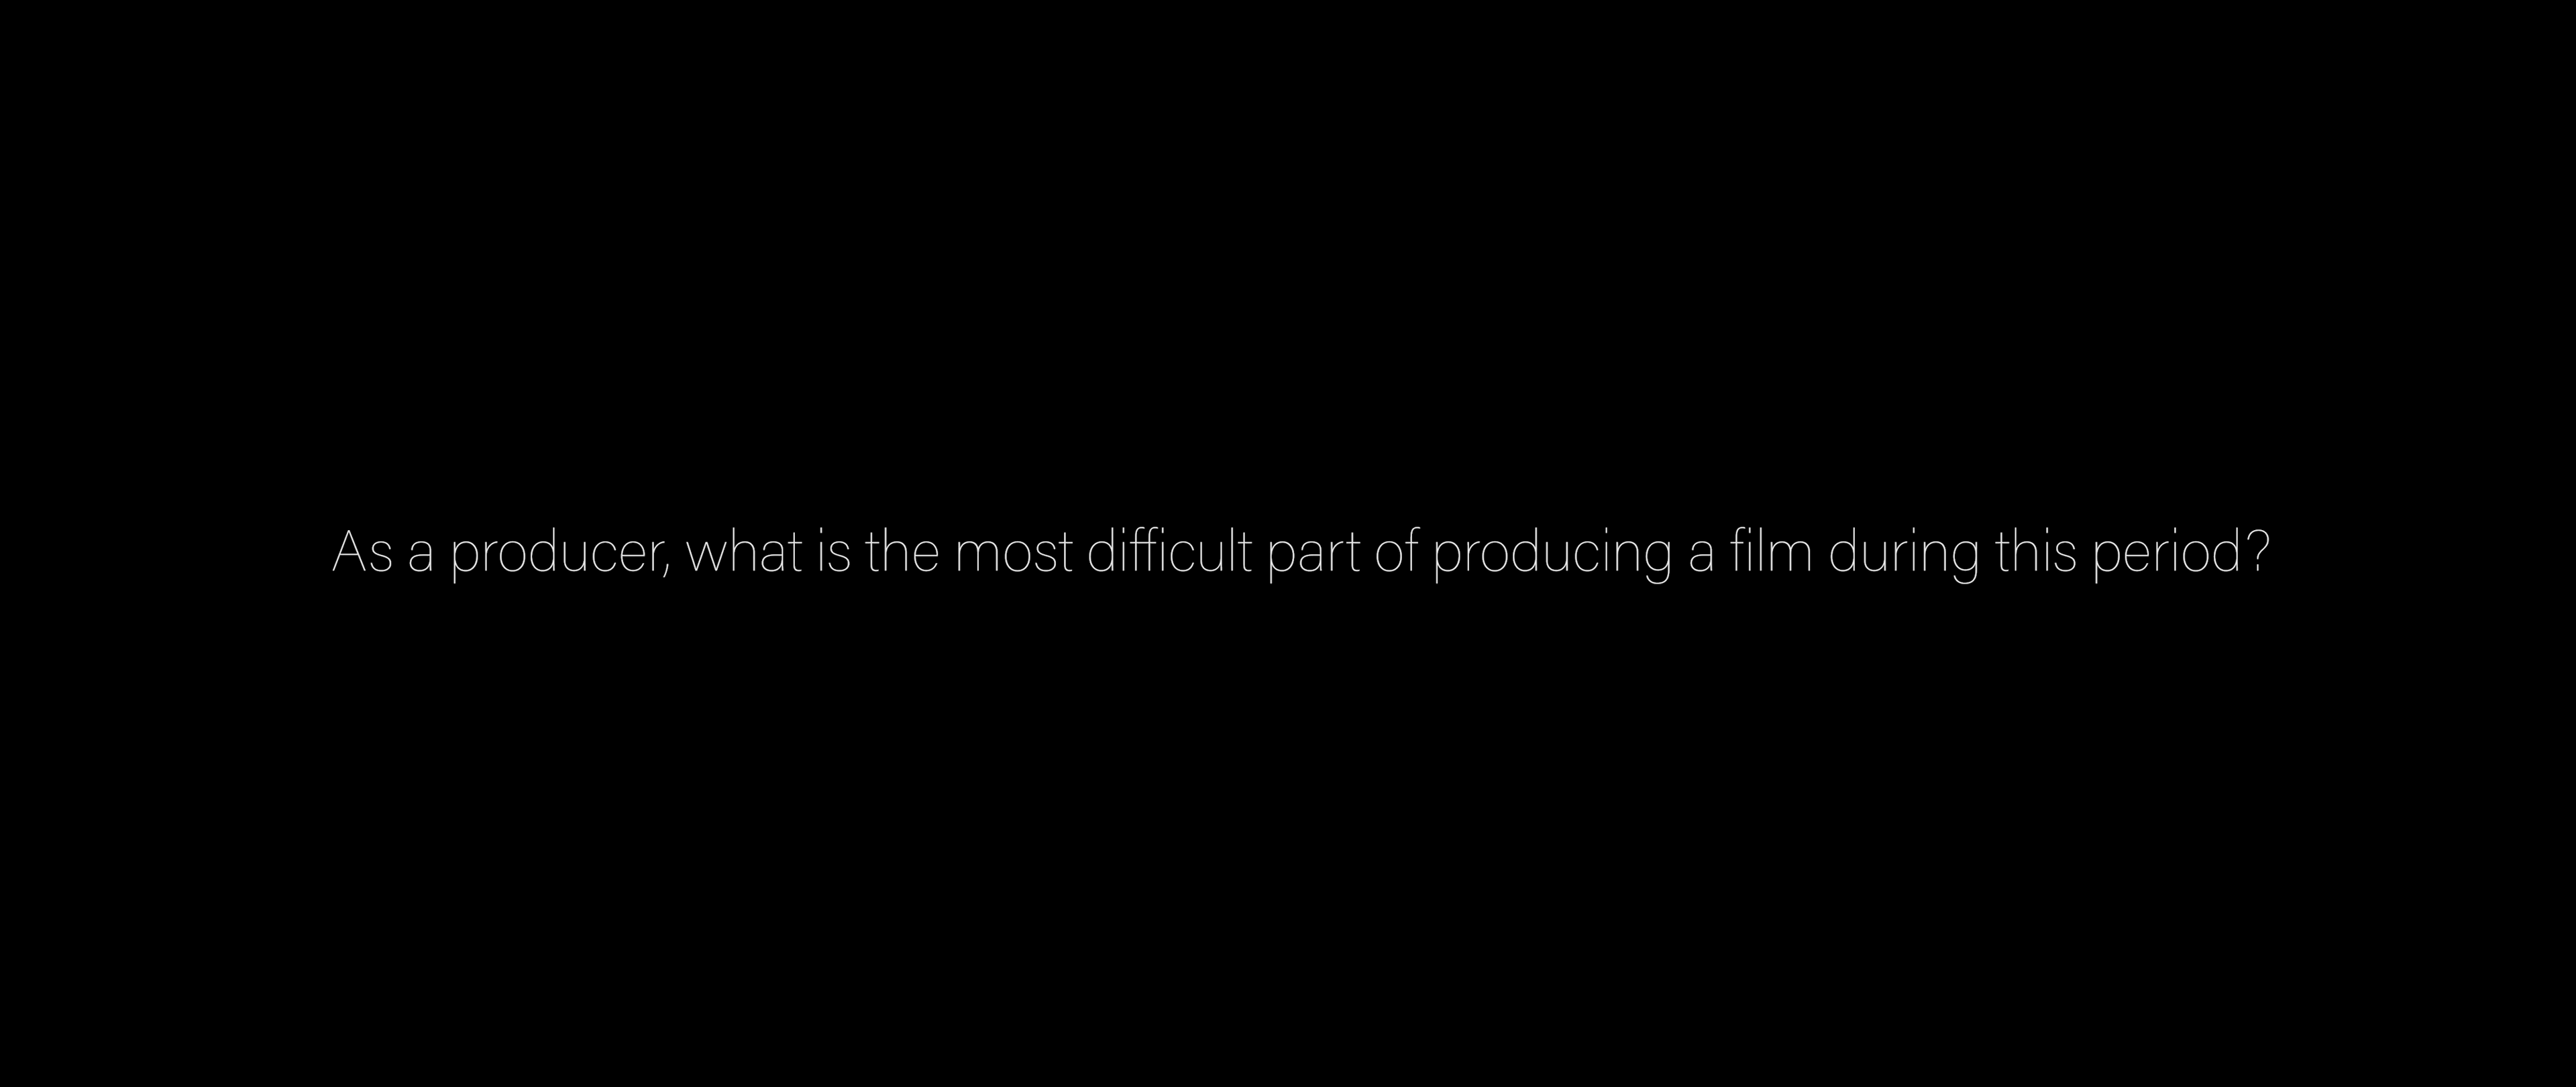 As a producer, what is the most difficult part of producing a film during this period?